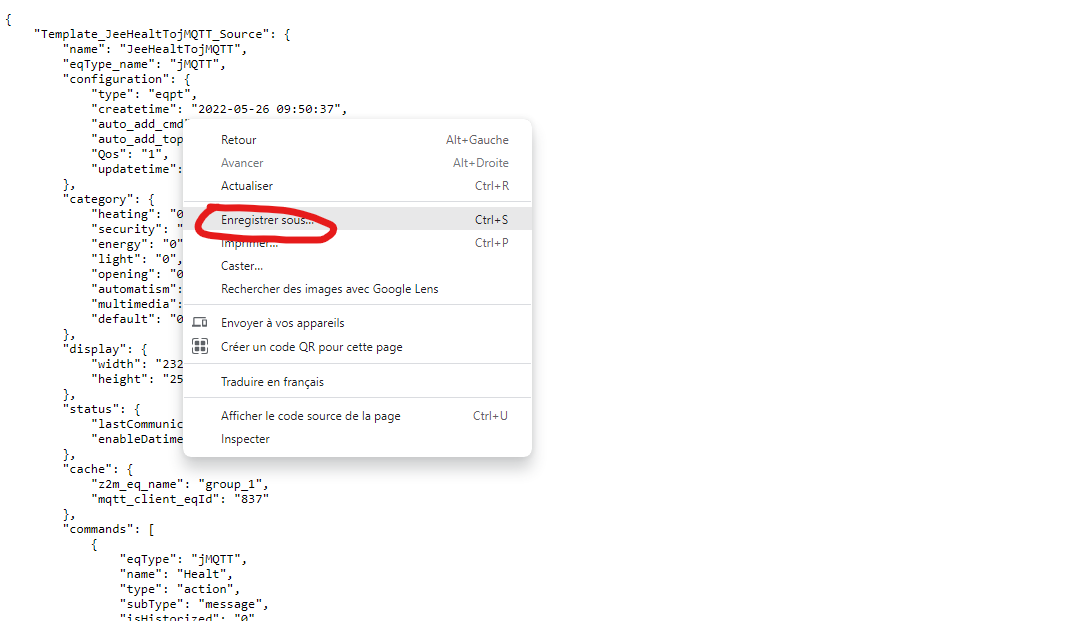 {
"Template_JeeHealtTojMQTT_Source": {
"name": "JeeHealtTojMQTT",
"eqType_name": "jMQTT",
"configuration": {
"type": "eqpt",
"createtime": "2022-05-26 09:50:37",
"auto_add_cmd"
"auto_add_top
"Qos": "1",
"updatetime":
},
"category": {
"heating": "0
"security": "
"energy": "0"
"light": "0",
"opening": "0
"automatism":
"multimedia":
"default": "0
},
"display": {
"width": "232
"height": "25
},
"status": {
"lastCommunic
"enableDatime
},
"cache": {
"z2m_eq_name": "group_1",
"mqtt_client_eqId": "837"
},
"commands": [
{
"eqType": "jMQTT",
"name": "Healt",
"type": "action",
"subType": "message",
"isHistorized": "0"
Retour Alt+Gauche
Avancer Alt+Droite
Actualiser Ctrl+R
Enregistrer sous... Ctrl+S
Imprimer... Ctrl+P
Caster...
Rechercher des images avec Google Lens
Envoyer à vos appareils
Créer un code QR pour cette page
Traduire en français
Afficher le code source de la page Ctrl+U
Inspecter